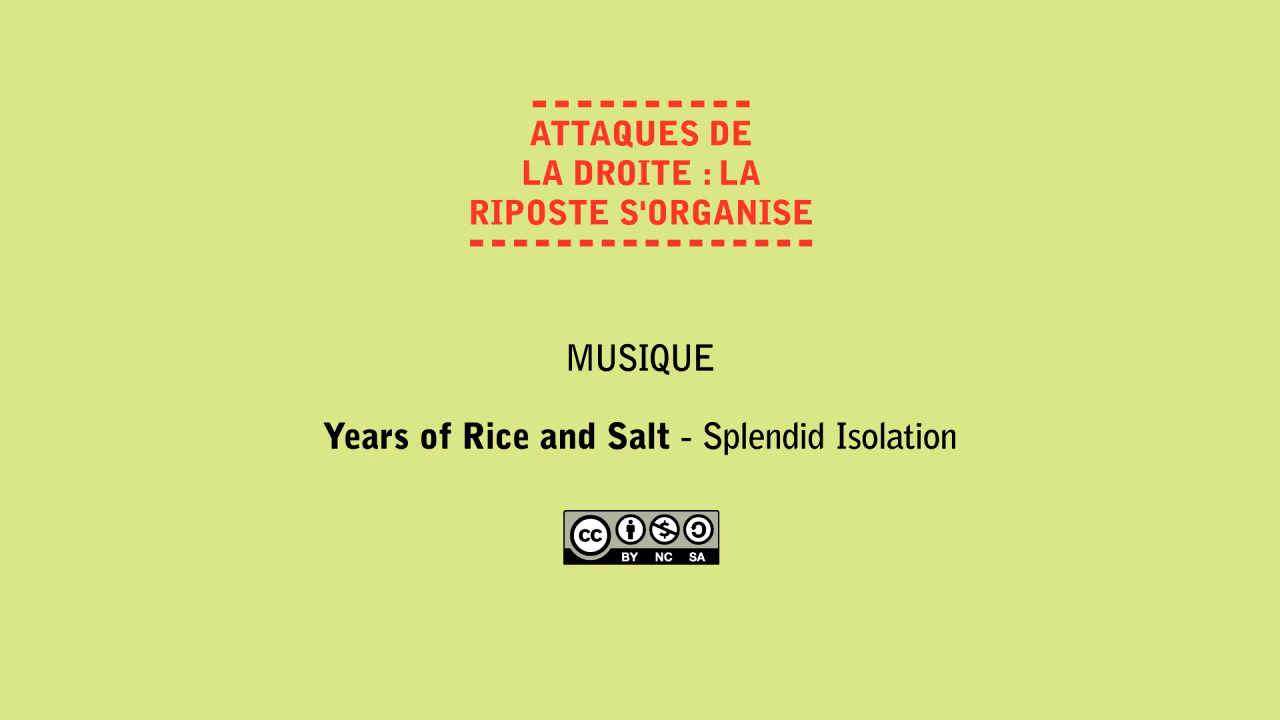 ATTAQUES DE
LA DROITE : LA
RIPOSTE S'ORGANISE
MUSIQUE
Years of Rice and Salt - Splendid Isolation
CC BY NC SA